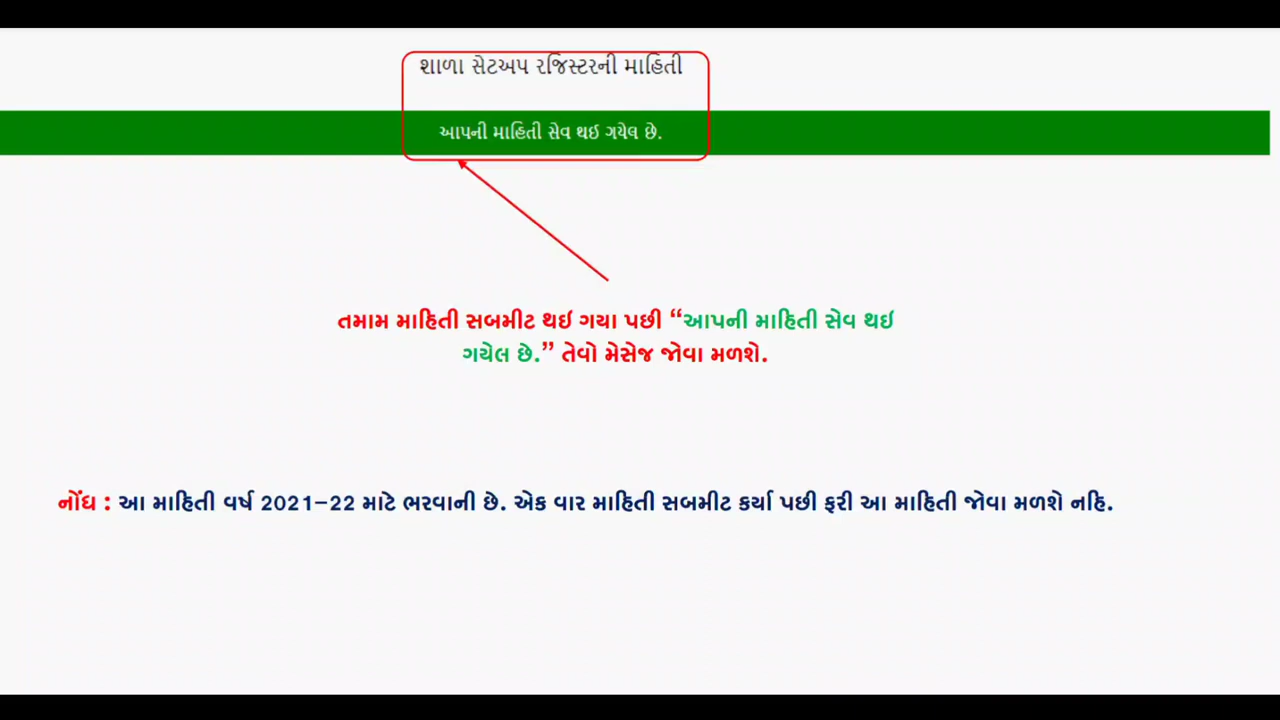 શાળા સેટઅપ રજિસ્ટરની માહિતી
આપની માહિતી સેવ થઈ ગયેલ છે.
તમામ માહિતી સબમીટ થઇ ગયા પછી “આપની માહિતી સેવ થઇ
ગયેલ છે.” તેવો મેસેજ જોવા મળશે.
નોંધ : આ માહિતી વર્ષ 2021–22 માટે ભરવાની છે. એક વાર માહિતી સબમીટ કર્યા પછી ફરી આ માહિતી જોવા મળશે નહિ.